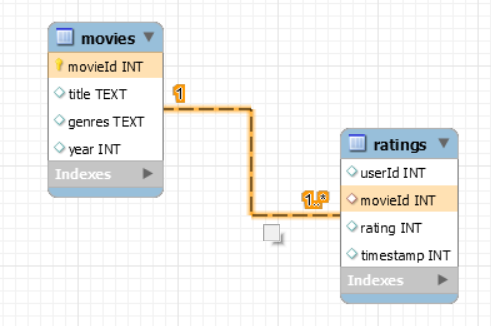 movies
movieId INT
title TEXT
genres TEXT
year INT
Indexes
1
1..*
ratings
userId INT
movieId INT
rating INT
timestamp INT
Indexes